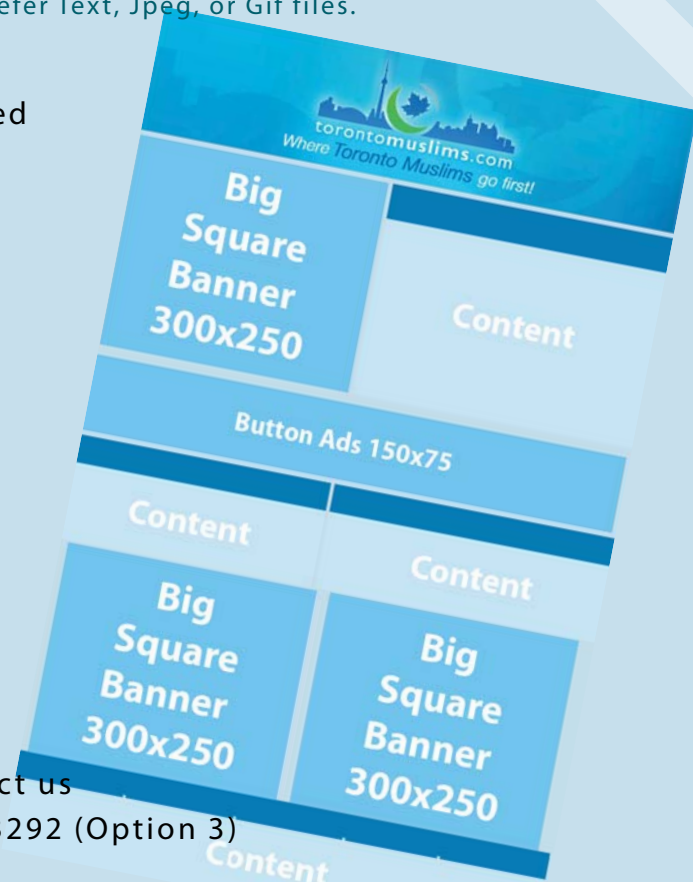 efer Text, Jpeg, or Gif files.
ed
torontomuslims.com
Where Toronto Muslims go first!
Big
Square
Banner
300x250
Content
Button Ads 150x75
Content
Content
Big
Square
Banner
300x250
Big
Square
Banner
300x250
ct us
3292 (Option 3)
Content